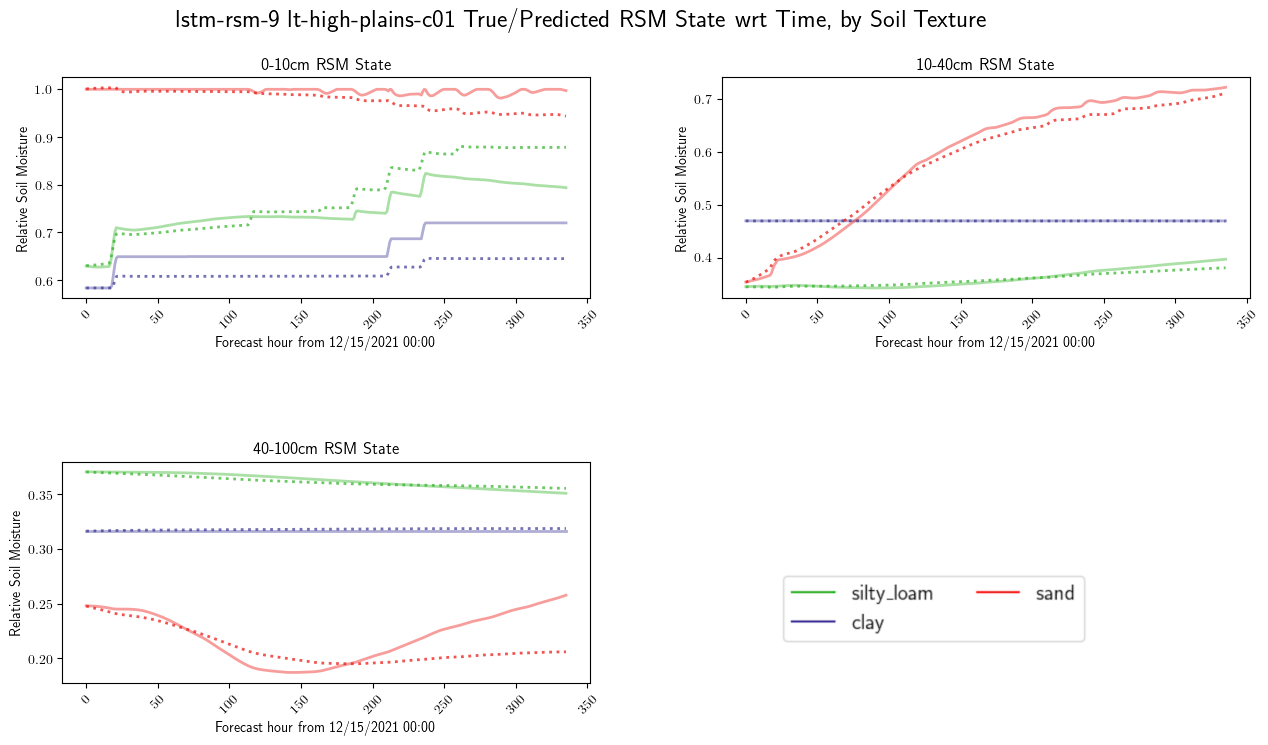 lstm-rsm-9 lt-high-plains-c01 True/Predicted RSM State wrt Time, by Soil Texture
0-10cm RSM State
Relative Soil Moisture
1.0
0.9
0.8
0.7
0.6
0 50 100 150 200 250 300 350
Forecast hour from 12/15/2021 00:00
10-40cm RSM State
Relative Soil Moisture
0.7
0.6
0.5
0.4
0 50 100 150 200 250 300 350
Forecast hour from 12/15/2021 00:00
40-100cm RSM State
Relative Soil Moisture
0.35
0.30
0.25
0.20
0 50 100 150 200 250 300 350
Forecast hour from 12/15/2021 00:00
silty_loam sand
clay